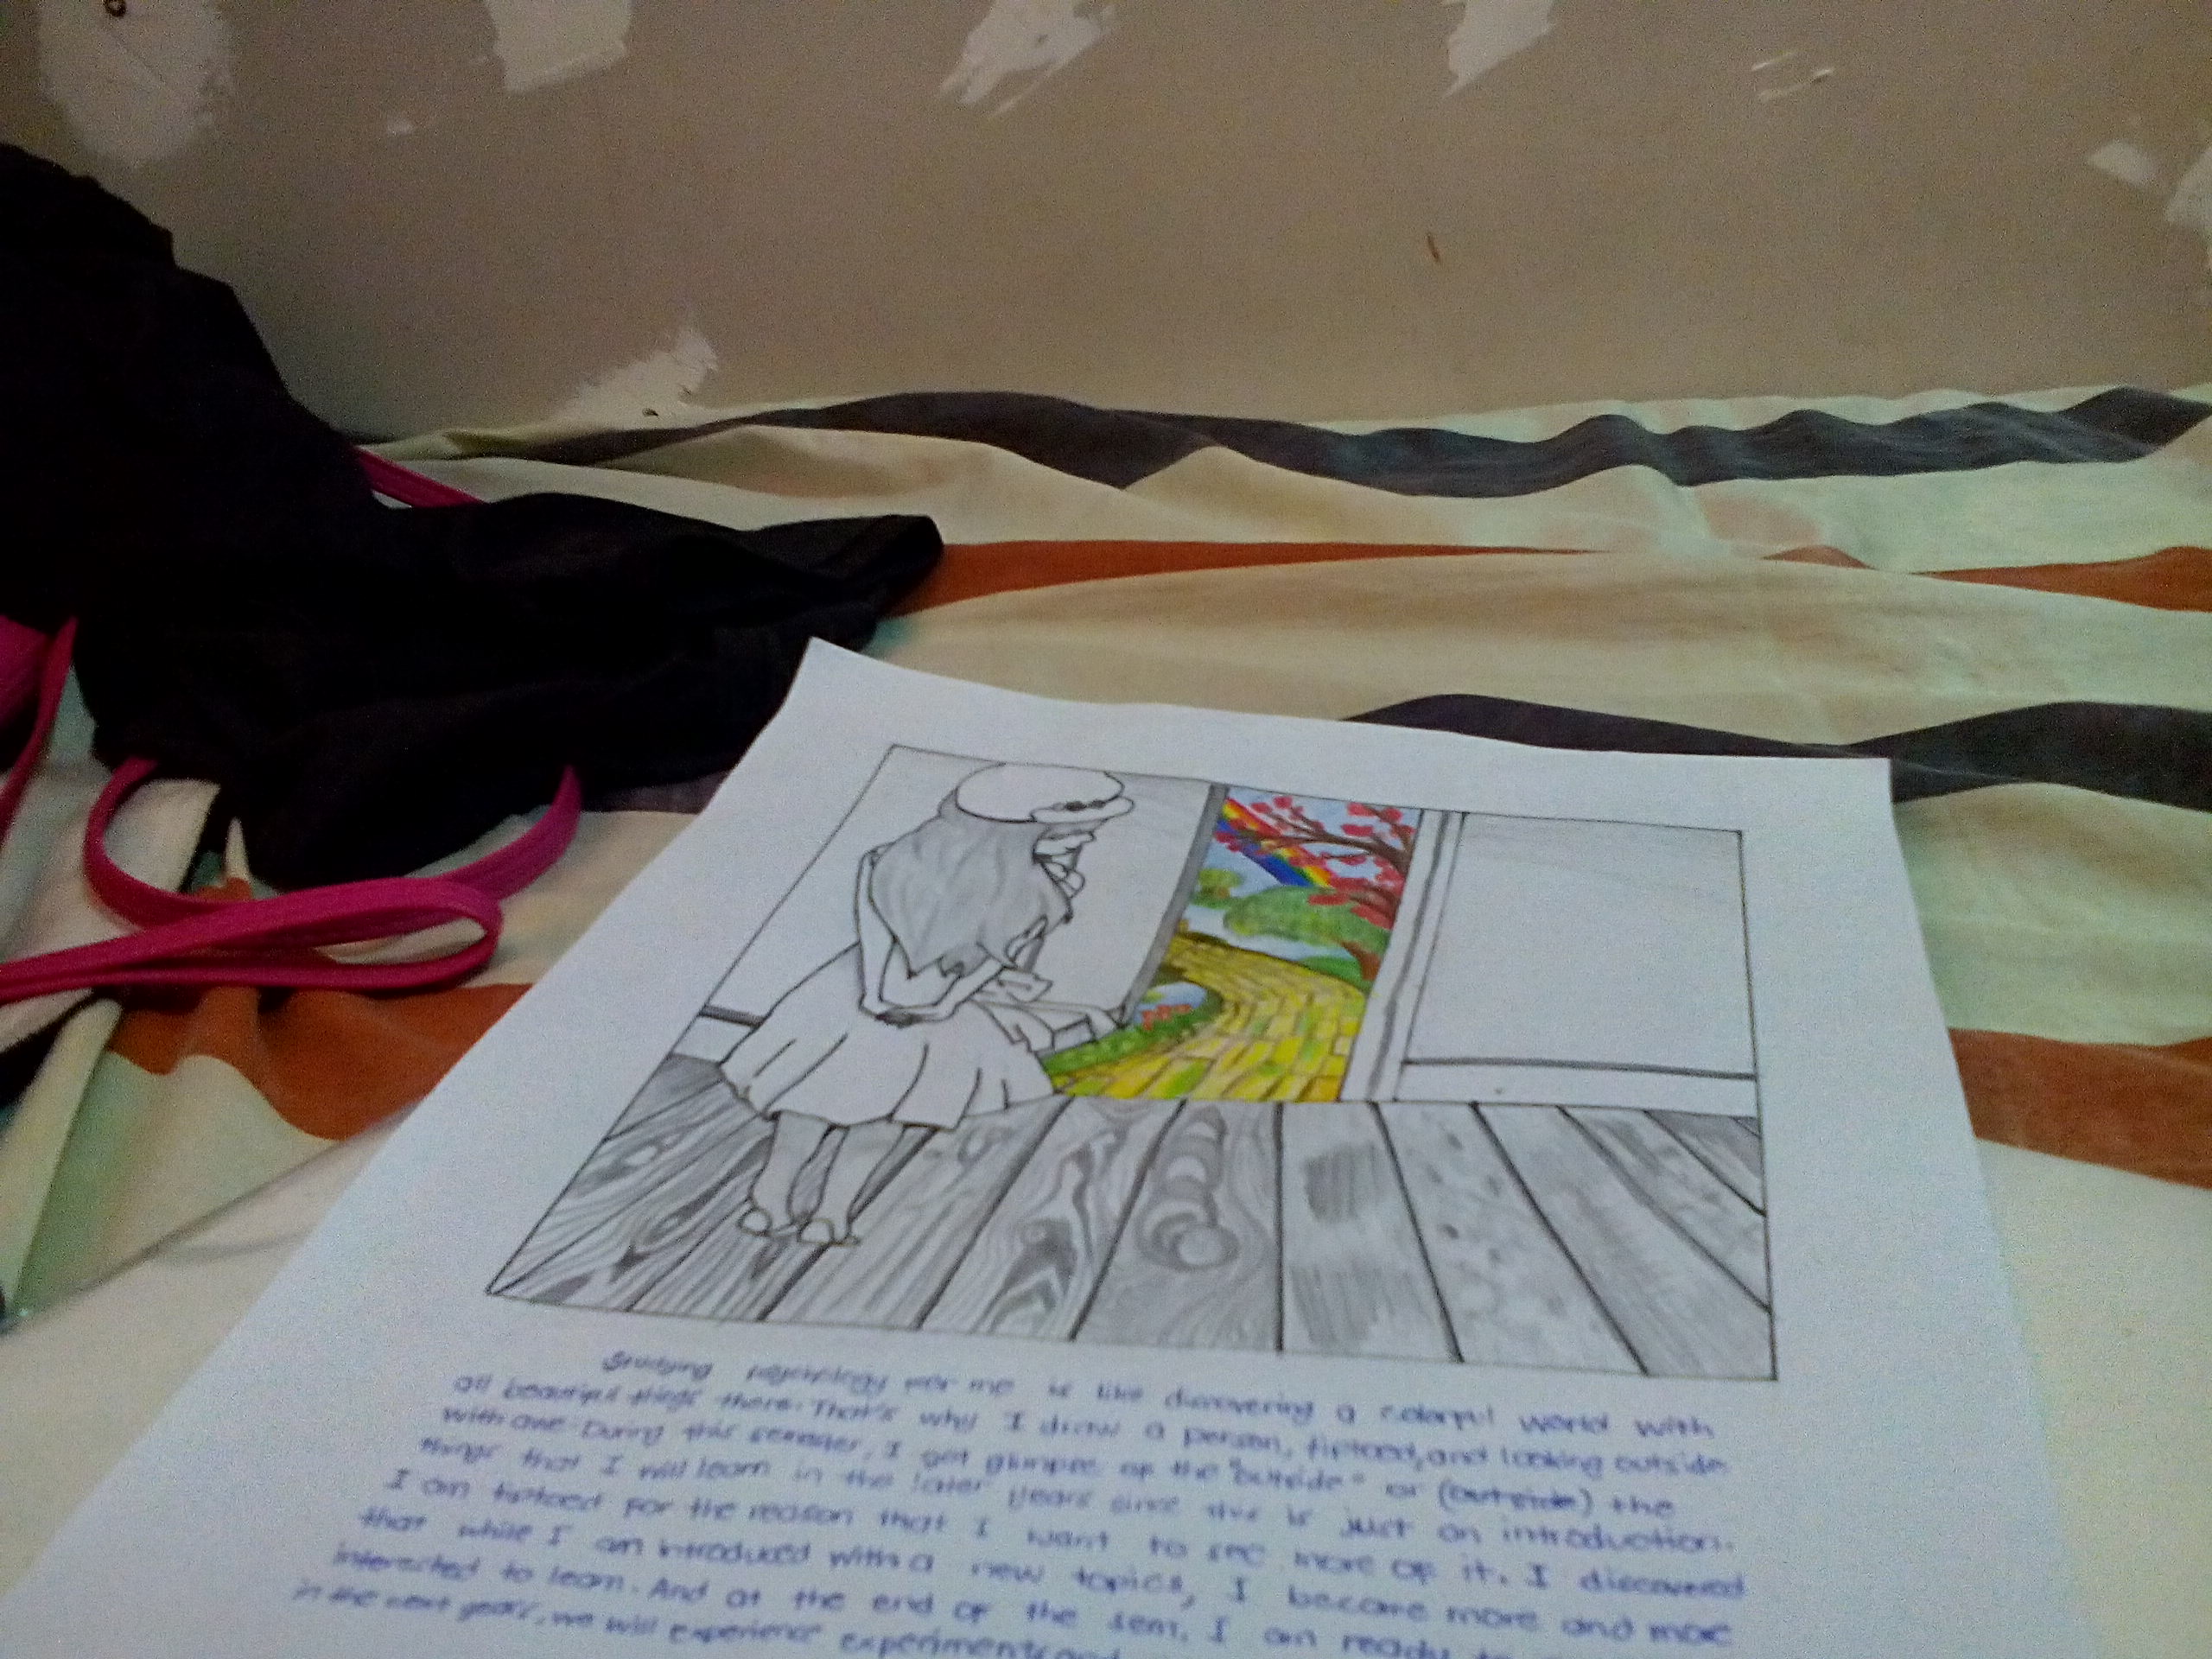 Studying psychology for me is like discovering a colorful world with
all beautiful things there. That's why I draw a person, tiptoed, and looking outside
with awe. During this semester, I got glimpse of the "outside" or (outside) the
things that I will learn in the later years since this is just an introduction.
I am tiptoed for the reason that I want to see more of it. I discovered
that while I am introduced with a new topics, I become more and more
interested to learn. And at the end of the sem, I am ready to
in the next years, we will experience experiments and